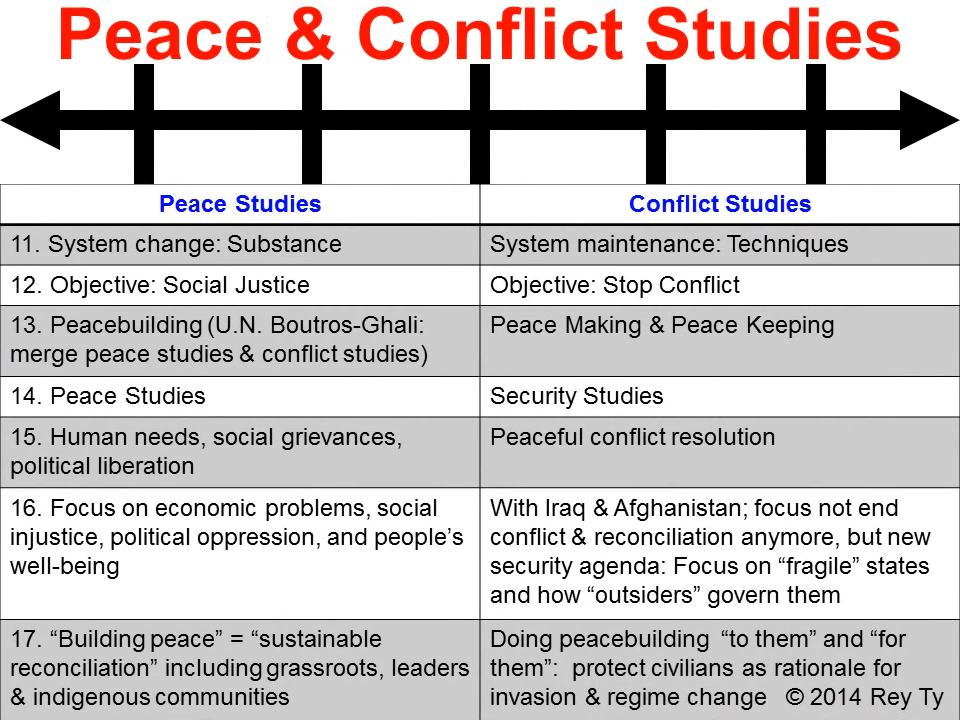 Peace & Conflict Studies
Peace Studies
Conflict Studies
11. System change: Substance
System maintenance: Techniques
12. Objective: Social Justice
Objective: Stop Conflict
13. Peacebuilding (U.N. Boutros-Ghali:
merge peace studies & conflict studies)
Peace Making & Peace Keeping
14. Peace Studies
Security Studies
15. Human needs, social grievances,
political liberation
Peaceful conflict resolution
16. Focus on economic problems, social
injustice, political oppression, and people’s
well-being
With Iraq & Afghanistan; focus not end
conflict & reconciliation anymore, but new
security agenda: Focus on “fragile” states
and how “outsiders” govern them
17. “Building peace” = “sustainable
reconciliation” including grassroots, leaders
& indigenous communities
Doing peacebuilding “to them” and “for
them”: protect civilians as rationale for
invasion & regime change © 2014 Rey Ty